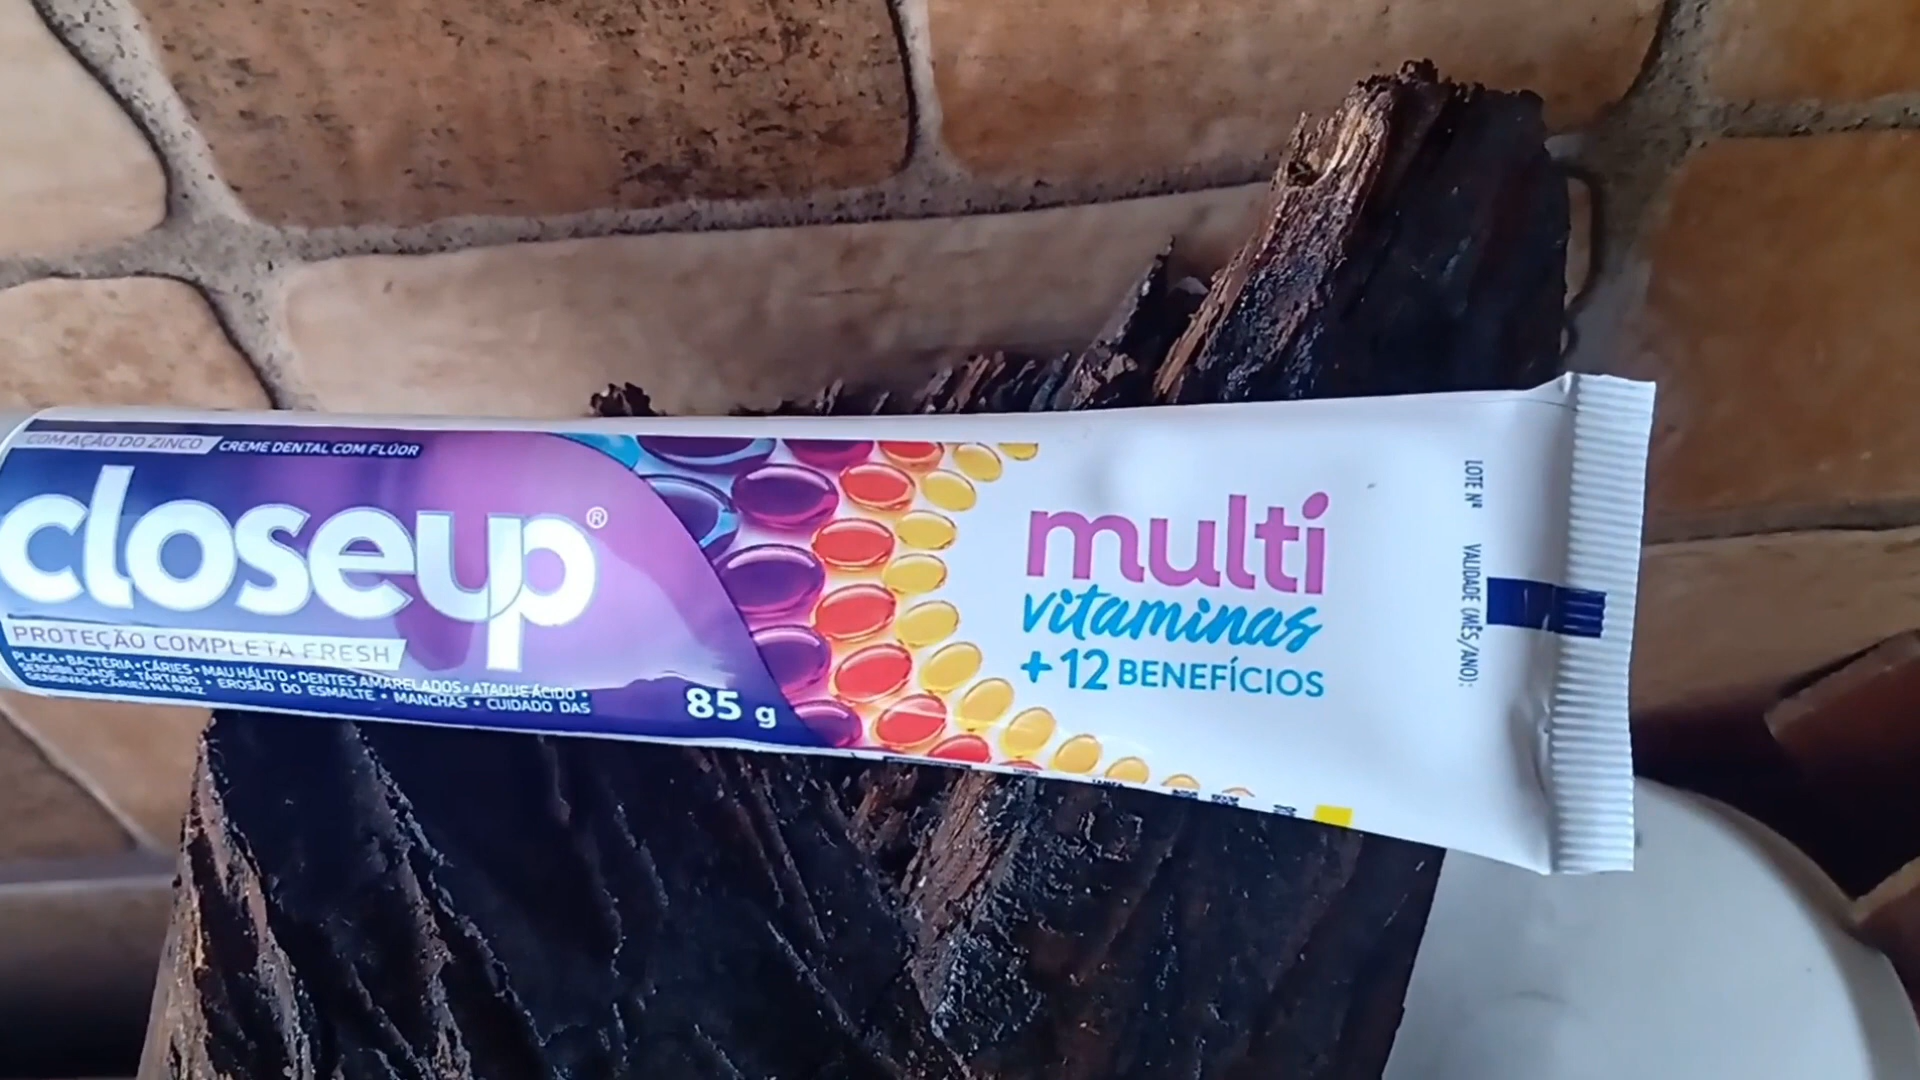 COM AÇÃO DO ZINCO CREME DENTAL COM FLÚOR
closeup®
PROTEÇÃO COMPLETA FRESH
PLACA • BACTÉRIA • CÁRIES • MAU HÁLITO • DENTES AMARELADOS • ATAQUE ÁCIDO •
SENSIBILIDADE • TÁRTARO • EROSÃO DO ESMALTE • MANCHAS • CUIDADO DAS
GENGIVAS • CÁRIES NA RAIZ
85 g
multi
vitaminas
+12 BENEFÍCIOS
LOTE Nº VALIDADE (MÊS/ANO):